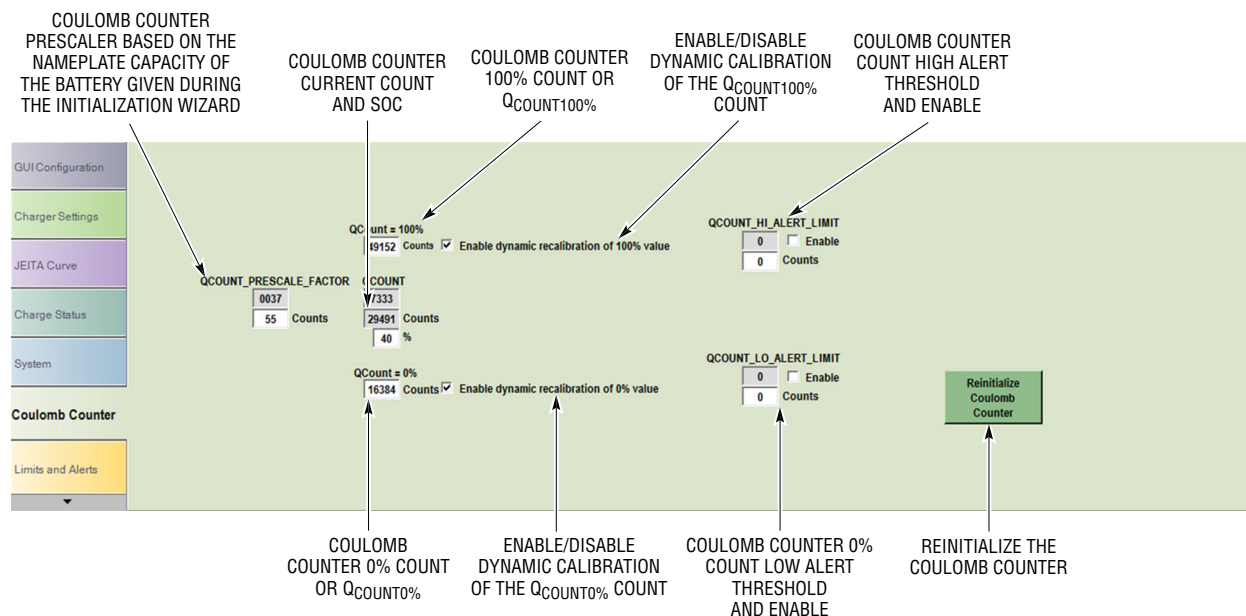 COULOMB COUNTER
PRESCALER BASED ON THE
NAMEPLATE CAPACITY OF
THE BATTERY GIVEN DURING
THE INITIALIZATION WIZARD
COULOMB COUNTER
CURRENT COUNT
AND SOC
COULOMB COUNTER
100% COUNT OR
QCOUNT100%
ENABLE/DISABLE
DYNAMIC CALIBRATION
OF THE QCOUNT100%
COUNT
COULOMB COUNTER
COUNT HIGH ALERT
THRESHOLD
AND ENABLE
GUI Configuration
Charger Settings
JEITA Curve
Charge Status
System
Coulomb Counter
Limits and Alerts
QCount = 100%
49152 Counts Enable dynamic recalibration of 100% value
QCOUNT_PRESCALE_FACTOR
0037
55 Counts
QCOUNT
7333
29491 Counts
40 %
QCount = 0%
16384 Counts Enable dynamic recalibration of 0% value
QCOUNT_HI_ALERT_LIMIT
0 Enable
0 Counts
QCOUNT_LO_ALERT_LIMIT
0 Enable
0 Counts
Reinitialize
Coulomb
Counter
COULOMB
COUNTER 0% COUNT
OR QCOUNT0%
ENABLE/DISABLE
DYNAMIC CALIBRATION
OF THE QCOUNT0% COUNT
COULOMB COUNTER 0%
COUNT LOW ALERT
THRESHOLD
AND ENABLE
REINITIALIZE THE
COULOMB COUNTER